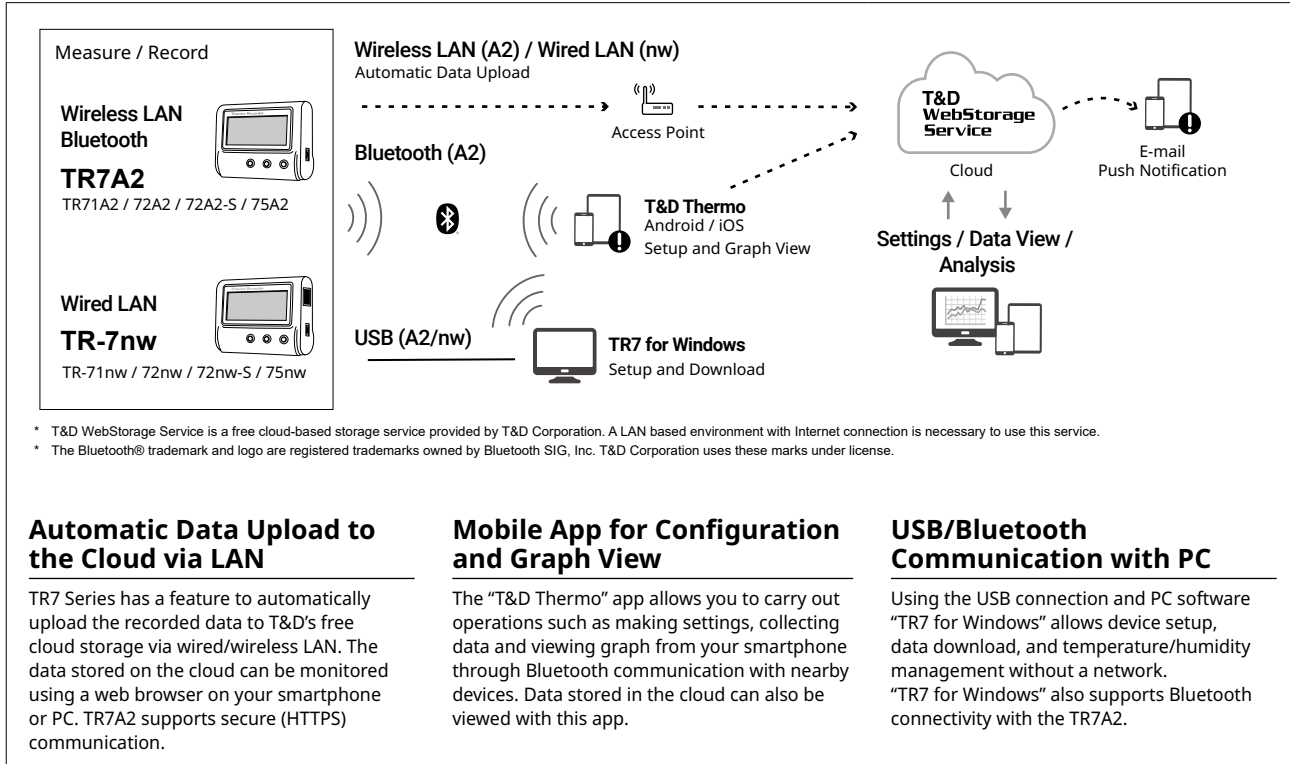 Measure / Record
Wireless LAN
Bluetooth
TR7A2
TR71A2 / 72A2 / 72A2-S / 75A2
Wired LAN
TR-7nw
TR-71nw / 72nw / 72nw-S / 75nw
Wireless LAN (A2) / Wired LAN (nw)
Automatic Data Upload
Access Point
Bluetooth (A2)
T&D Thermo
Android / iOS
Setup and Graph View
USB (A2/nw)
TR7 for Windows
Setup and Download
T&D
WebStorage
Service
Cloud
E-mail
Push Notification
Settings / Data View /
Analysis
* T&D WebStorage Service is a free cloud-based storage service provided by T&D Corporation. A LAN based environment with Internet connection is necessary to use this service.
* The Bluetooth® trademark and logo are registered trademarks owned by Bluetooth SIG, Inc. T&D Corporation uses these marks under license.
Automatic Data Upload to
the Cloud via LAN
TR7 Series has a feature to automatically
upload the recorded data to T&D's free
cloud storage via wired/wireless LAN. The
data stored on the cloud can be monitored
using a web browser on your smartphone
or PC. TR7A2 supports secure (HTTPS)
communication.
Mobile App for Configuration
and Graph View
The “T&D Thermo” app allows you to carry out
operations such as making settings, collecting
data and viewing graph from your smartphone
through Bluetooth communication with nearby
devices. Data stored in the cloud can also be
viewed with this app.
USB/Bluetooth
Communication with PC
Using the USB connection and PC software
“TR7 for Windows” allows device setup,
data download, and temperature/humidity
management without a network.
“TR7 for Windows” also supports Bluetooth
connectivity with the TR7A2.